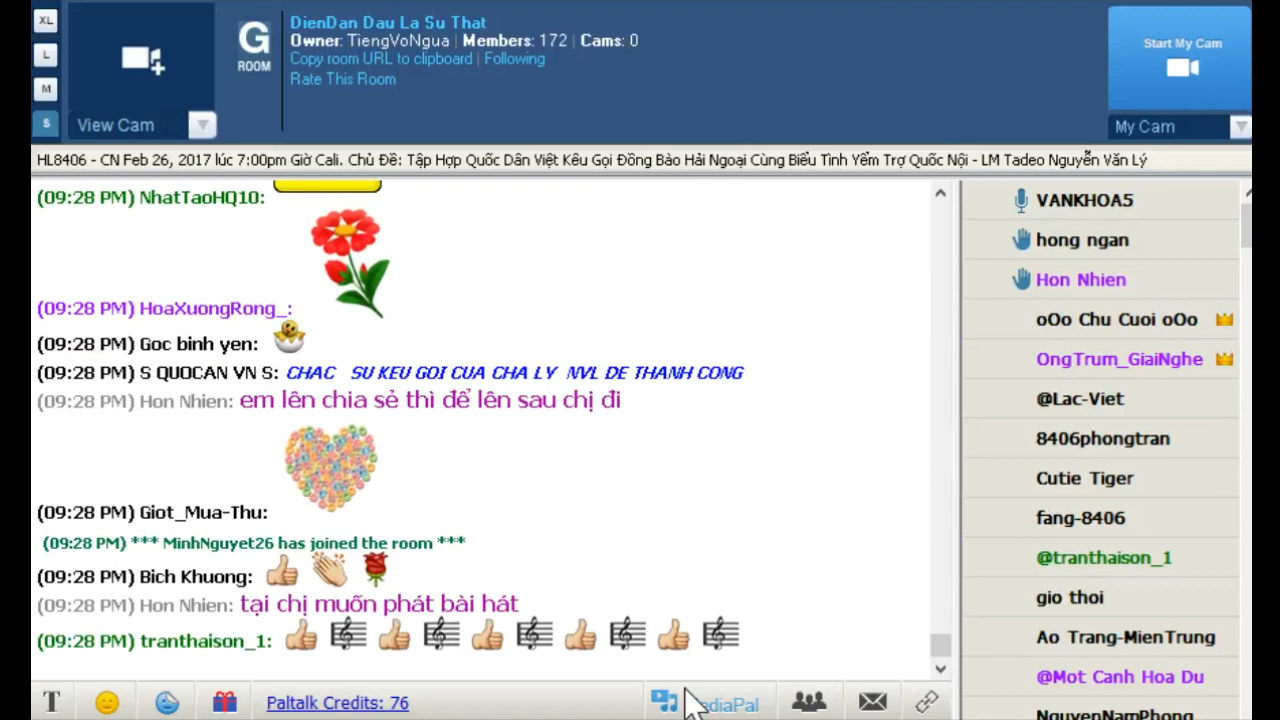 XL
L
M
S
View Cam
G
ROOM
DienDan Dau La Su That
Owner: TiengVoNgua | Members: 172 | Cams: 0
Copy room URL to clipboard | Following
Rate This Room
Start My Cam
My Cam
HL8406 - CN Feb 26, 2017 lúc 7:00pm Giờ Cali. Chủ Đề: Tập Hợp Quốc Dân Việt Kêu Gọi Đồng Bào Hải Ngoại Cùng Biểu Tình Yểm Trợ Quốc Nội - LM Tadeo Nguyễn Văn Lý
(09:28 PM) NhatTaoHQ10:
(09:28 PM) HoaXuongRong_:
(09:28 PM) Goc binh yen:
(09:28 PM) S QUOCAN VN S: CHAC SU KEU GOI CUA CHA LY NVL DE THANH CONG
(09:28 PM) Hon Nhien: em lên chia sẻ thì để lên sau chị đi
(09:28 PM) Giot_Mua-Thu:
(09:28 PM) *** MinhNguyet26 has joined the room ***
(09:28 PM) Bich Khuong:
(09:28 PM) Hon Nhien: tại chị muốn phát bài hát
(09:28 PM) tranthaison_1:
VANKHOA5
hong ngan
Hon Nhien
oOo Chu Cuoi oOo
OngTrum_GiaiNghe
@Lac-Viet
8406phongtran
Cutie Tiger
fang-8406
@tranthaison_1
gio thoi
Ao Trang-MienTrung
@Mot Canh Hoa Du
NguyenNamPhong
T
Paltalk Credits: 76